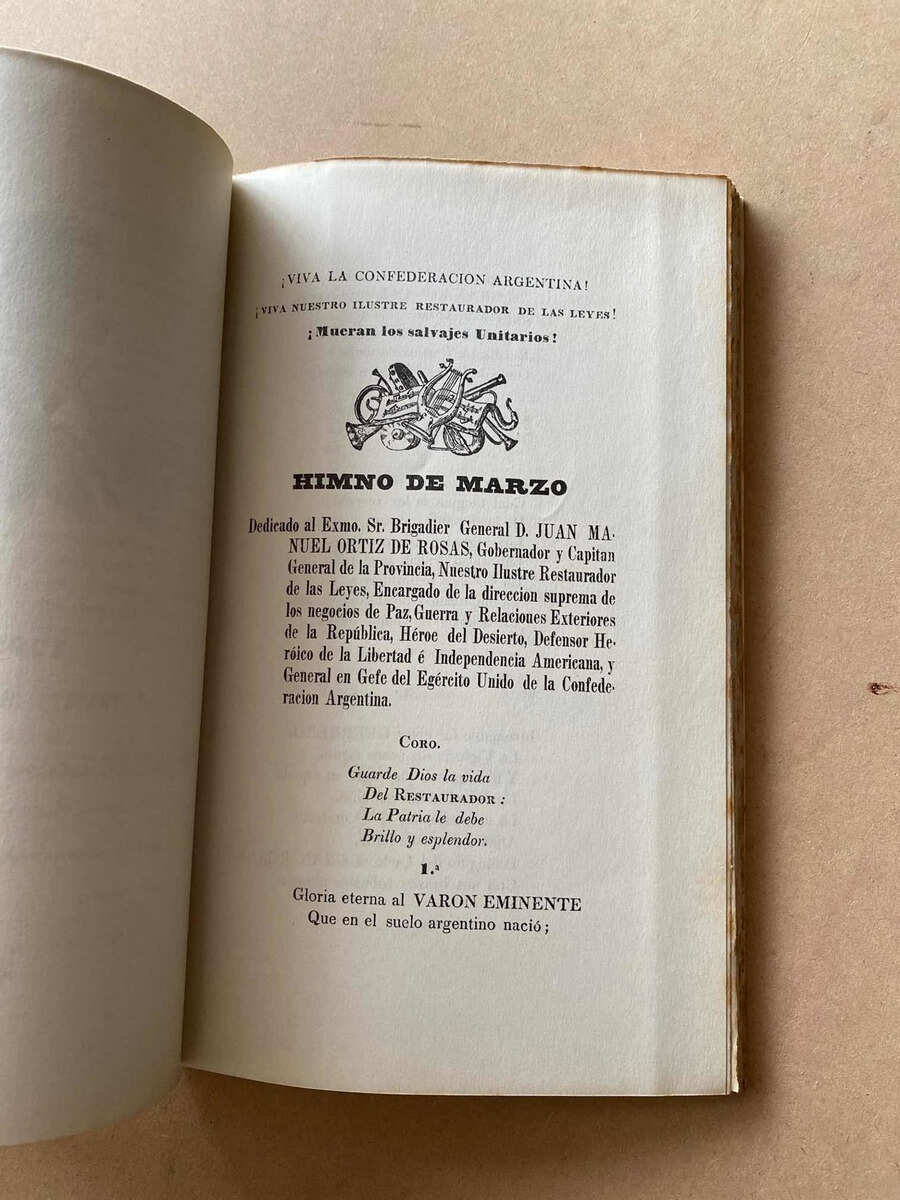 ¡VIVA LA CONFEDERACION ARGENTINA!
¡VIVA NUESTRO ILUSTRE RESTAURADOR DE LAS LEYES!
¡Mueran los salvajes Unitarios!
HIMNO DE MARZO
Dedicado al Exmo. Sr. Brigadier General D. JUAN MA-
NUEL ORTIZ DE ROSAS, Gobernador y Capitan
General de la Provincia, Nuestro Ilustre Restaurador
de las Leyes, Encargado de la direccion suprema de
los negocios de Paz, Guerra y Relaciones Exteriores
de la República, Héroe del Desierto, Defensor He-
róico de la Libertad é Independencia Americana, y
General en Gefe del Egército Unido de la Confede-
racion Argentina.
CORO.
Guarde Dios la vida
Del RESTAURADOR:
La Patria le debe
Brillo y esplendor.
1.ª
Gloria eterna al VARON EMINENTE
Que en el suelo argentino nació;